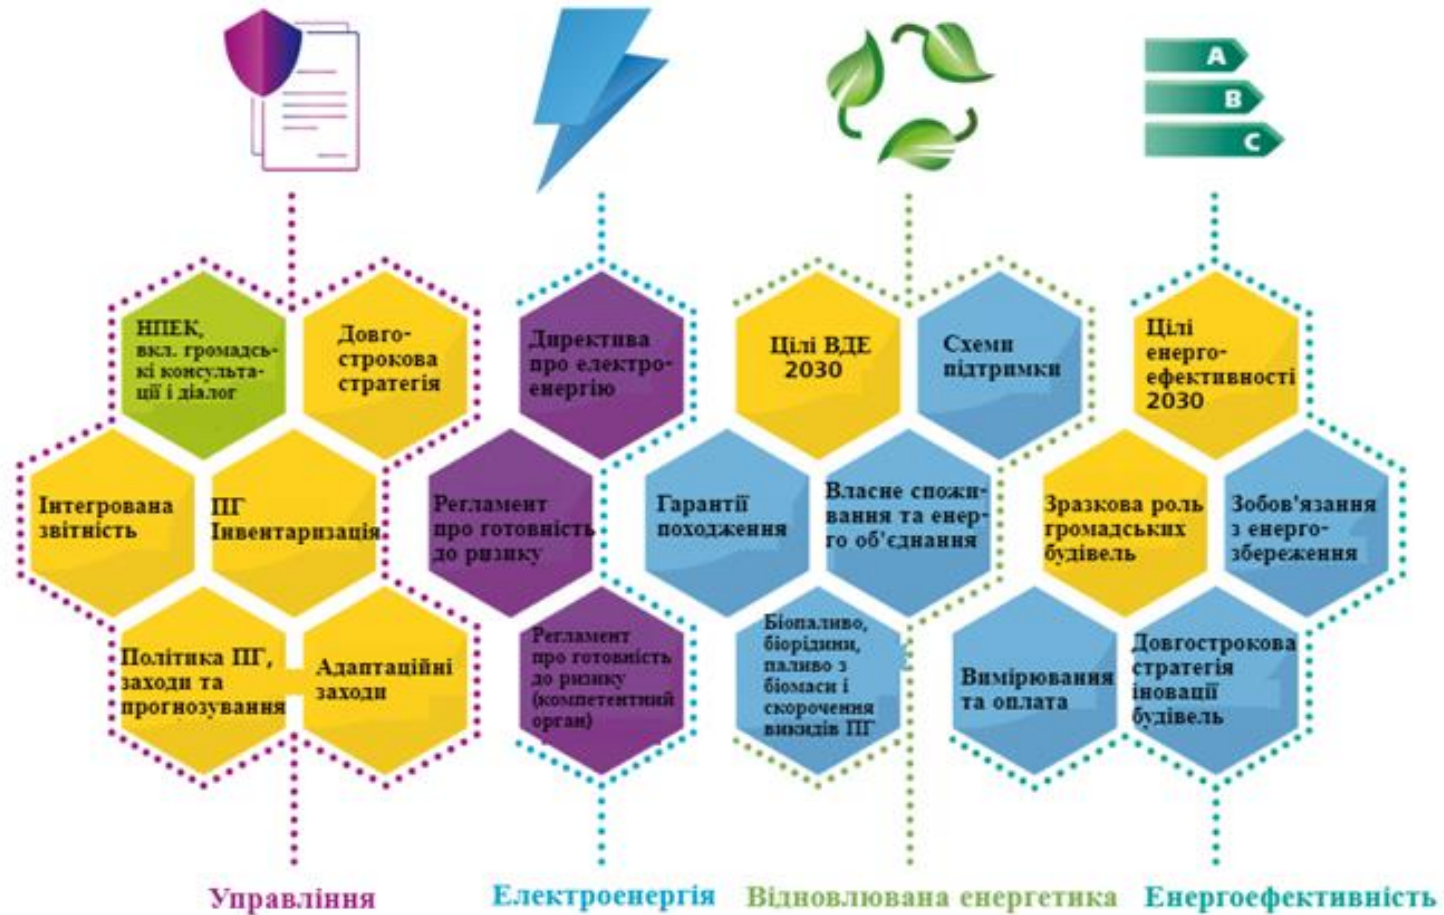 A
B
C
НПЕК,
вкл. громадсь-
кі консульта-
ції і діалог
Довго-
строкова
стратегія
Інтегрована
звітність
ПГ
Інвентаризація
Політика ПГ,
заходи та
прогнозування
Адаптаційні
заходи
Директива
про електро-
енергію
Регламент
про готовність
до ризику
Регламент
про готовність
до ризику
(компетентний
орган)
Цілі ВДЕ
2030
Схеми
підтримки
Гарантії
походження
Власне спожи-
вання та енер-
го об'єднання
Біопаливо,
біорідини,
паливо з
біомаси і
скорочення
викидів ПГ
Цілі
енерго-
ефективності
2030
Зразкова роль
громадських
будівель
Зобов'язання
з енерго-
збереження
Вимірювання
та оплата
Довгострокова
стратегія
іновації
будівель
Управління
Електроенергія
Відновлювана енергетика
Енергоефективність